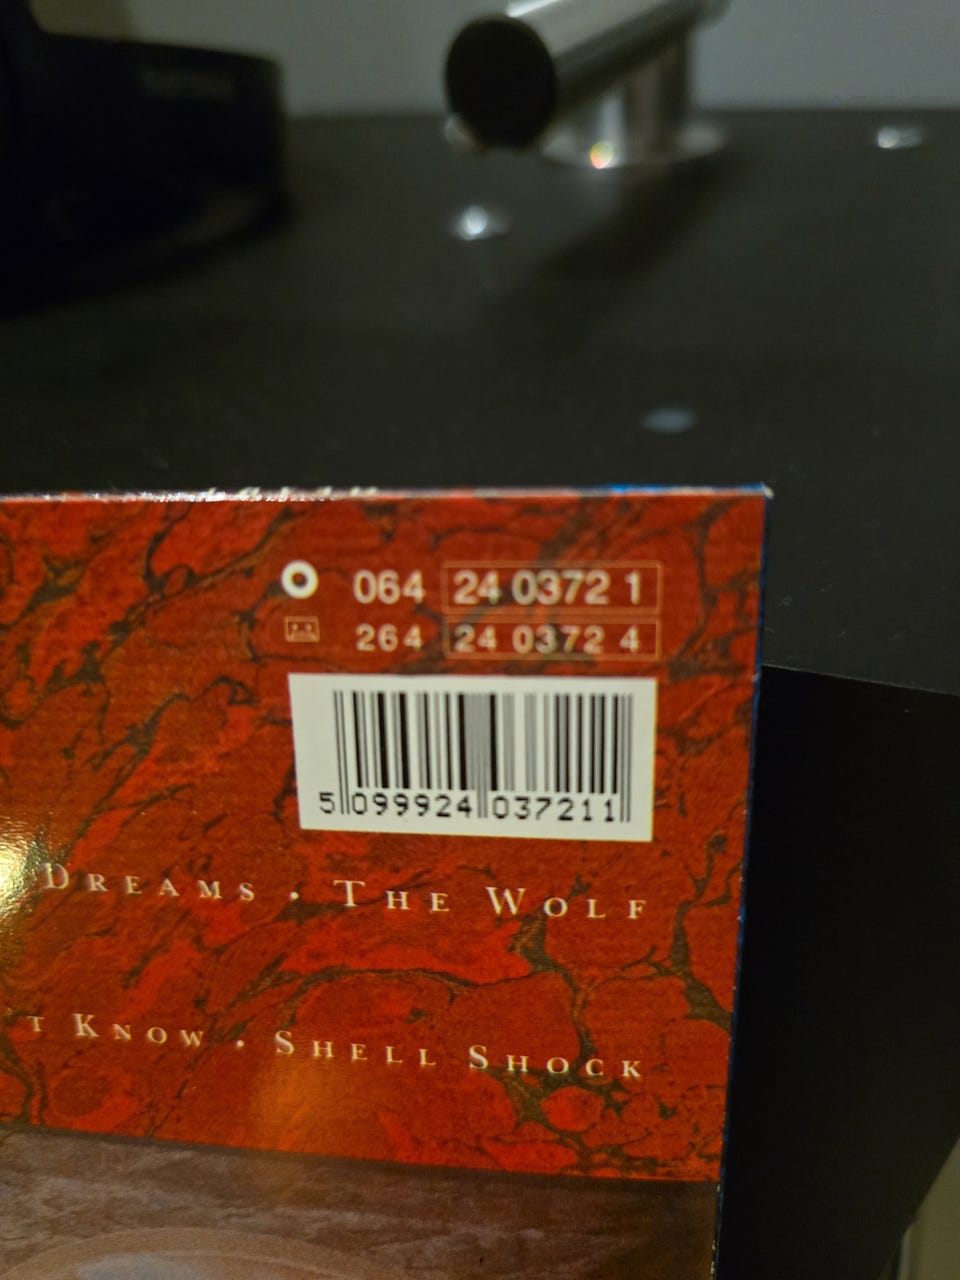 064 24 0372 1
264 24 0372 4
5 099924 037211
DREAMS · THE WOLF
'T KNOW · SHELL SHOCK